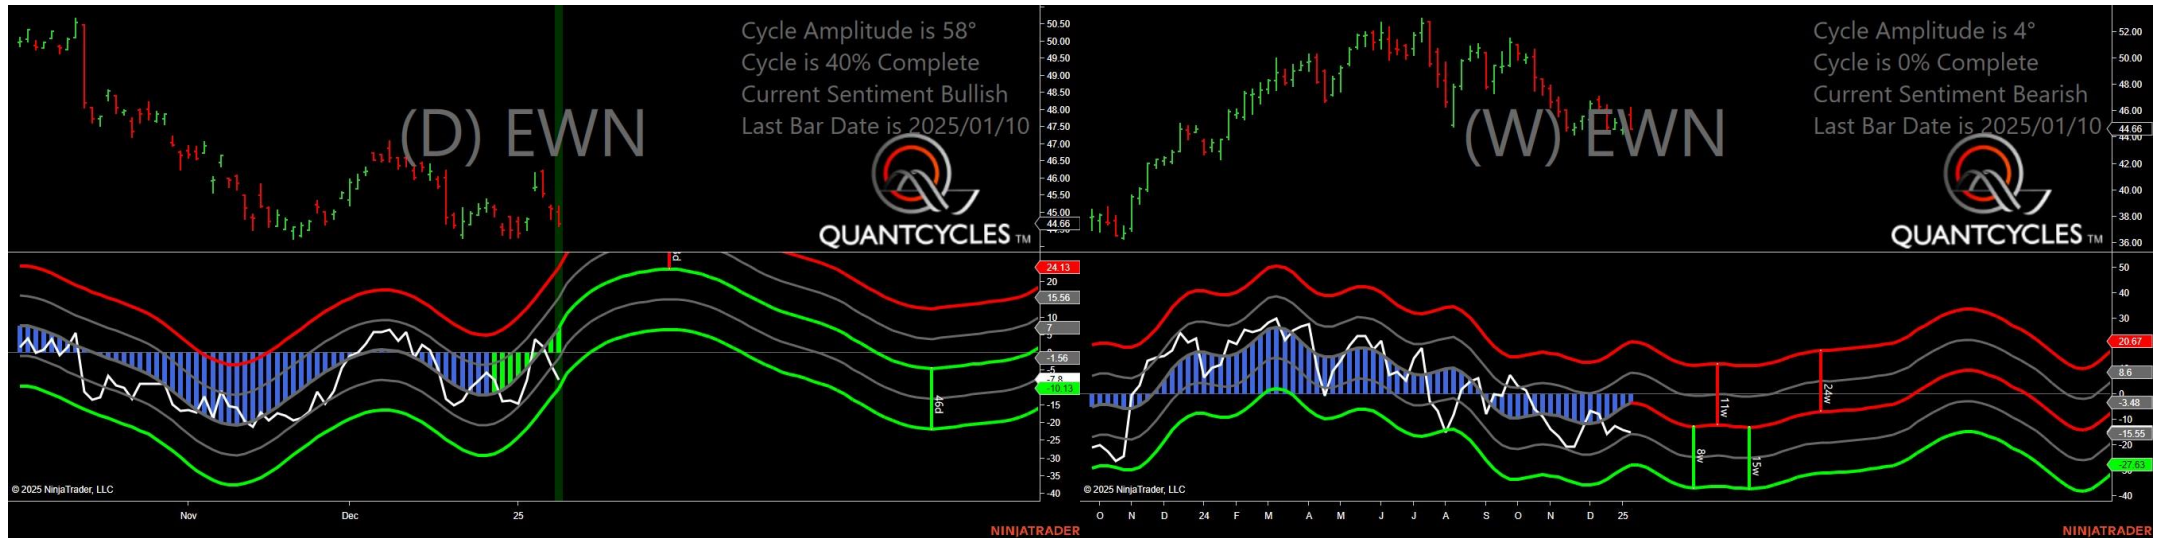 Cycle Amplitude is 58°
Cycle is 40% Complete
Current Sentiment Bullish
Last Bar Date is 2025/01/10
(D) EWN
QUANTCYCLES TM
50.50
50.00
49.50
49.00
48.50
48.00
47.50
47.00
46.50
46.00
45.50
45.00
44.66
24.13
20
15.56
10
7
-1.56
-5
-7.8
-10.13
-15
-20
-25
-30
-35
-40
46d
© 2025 NinjaTrader, LLC
Nov
Dec
25
NINJATRADER
Cycle Amplitude is 4°
Cycle is 0% Complete
Current Sentiment Bearish
Last Bar Date is 2025/01/10
(W) EWN
QUANTCYCLES TM
52.00
50.00
48.00
46.00
44.66
44.00
42.00
40.00
38.00
36.00
50
40
30
20.67
8.6
0
-3.48
-10
-15.55
-20
-27.63
-40
11w
24w
8w
15w
© 2025 NinjaTrader, LLC
O N D 24 F M A M J J A S O N D 25
NINJATRADER